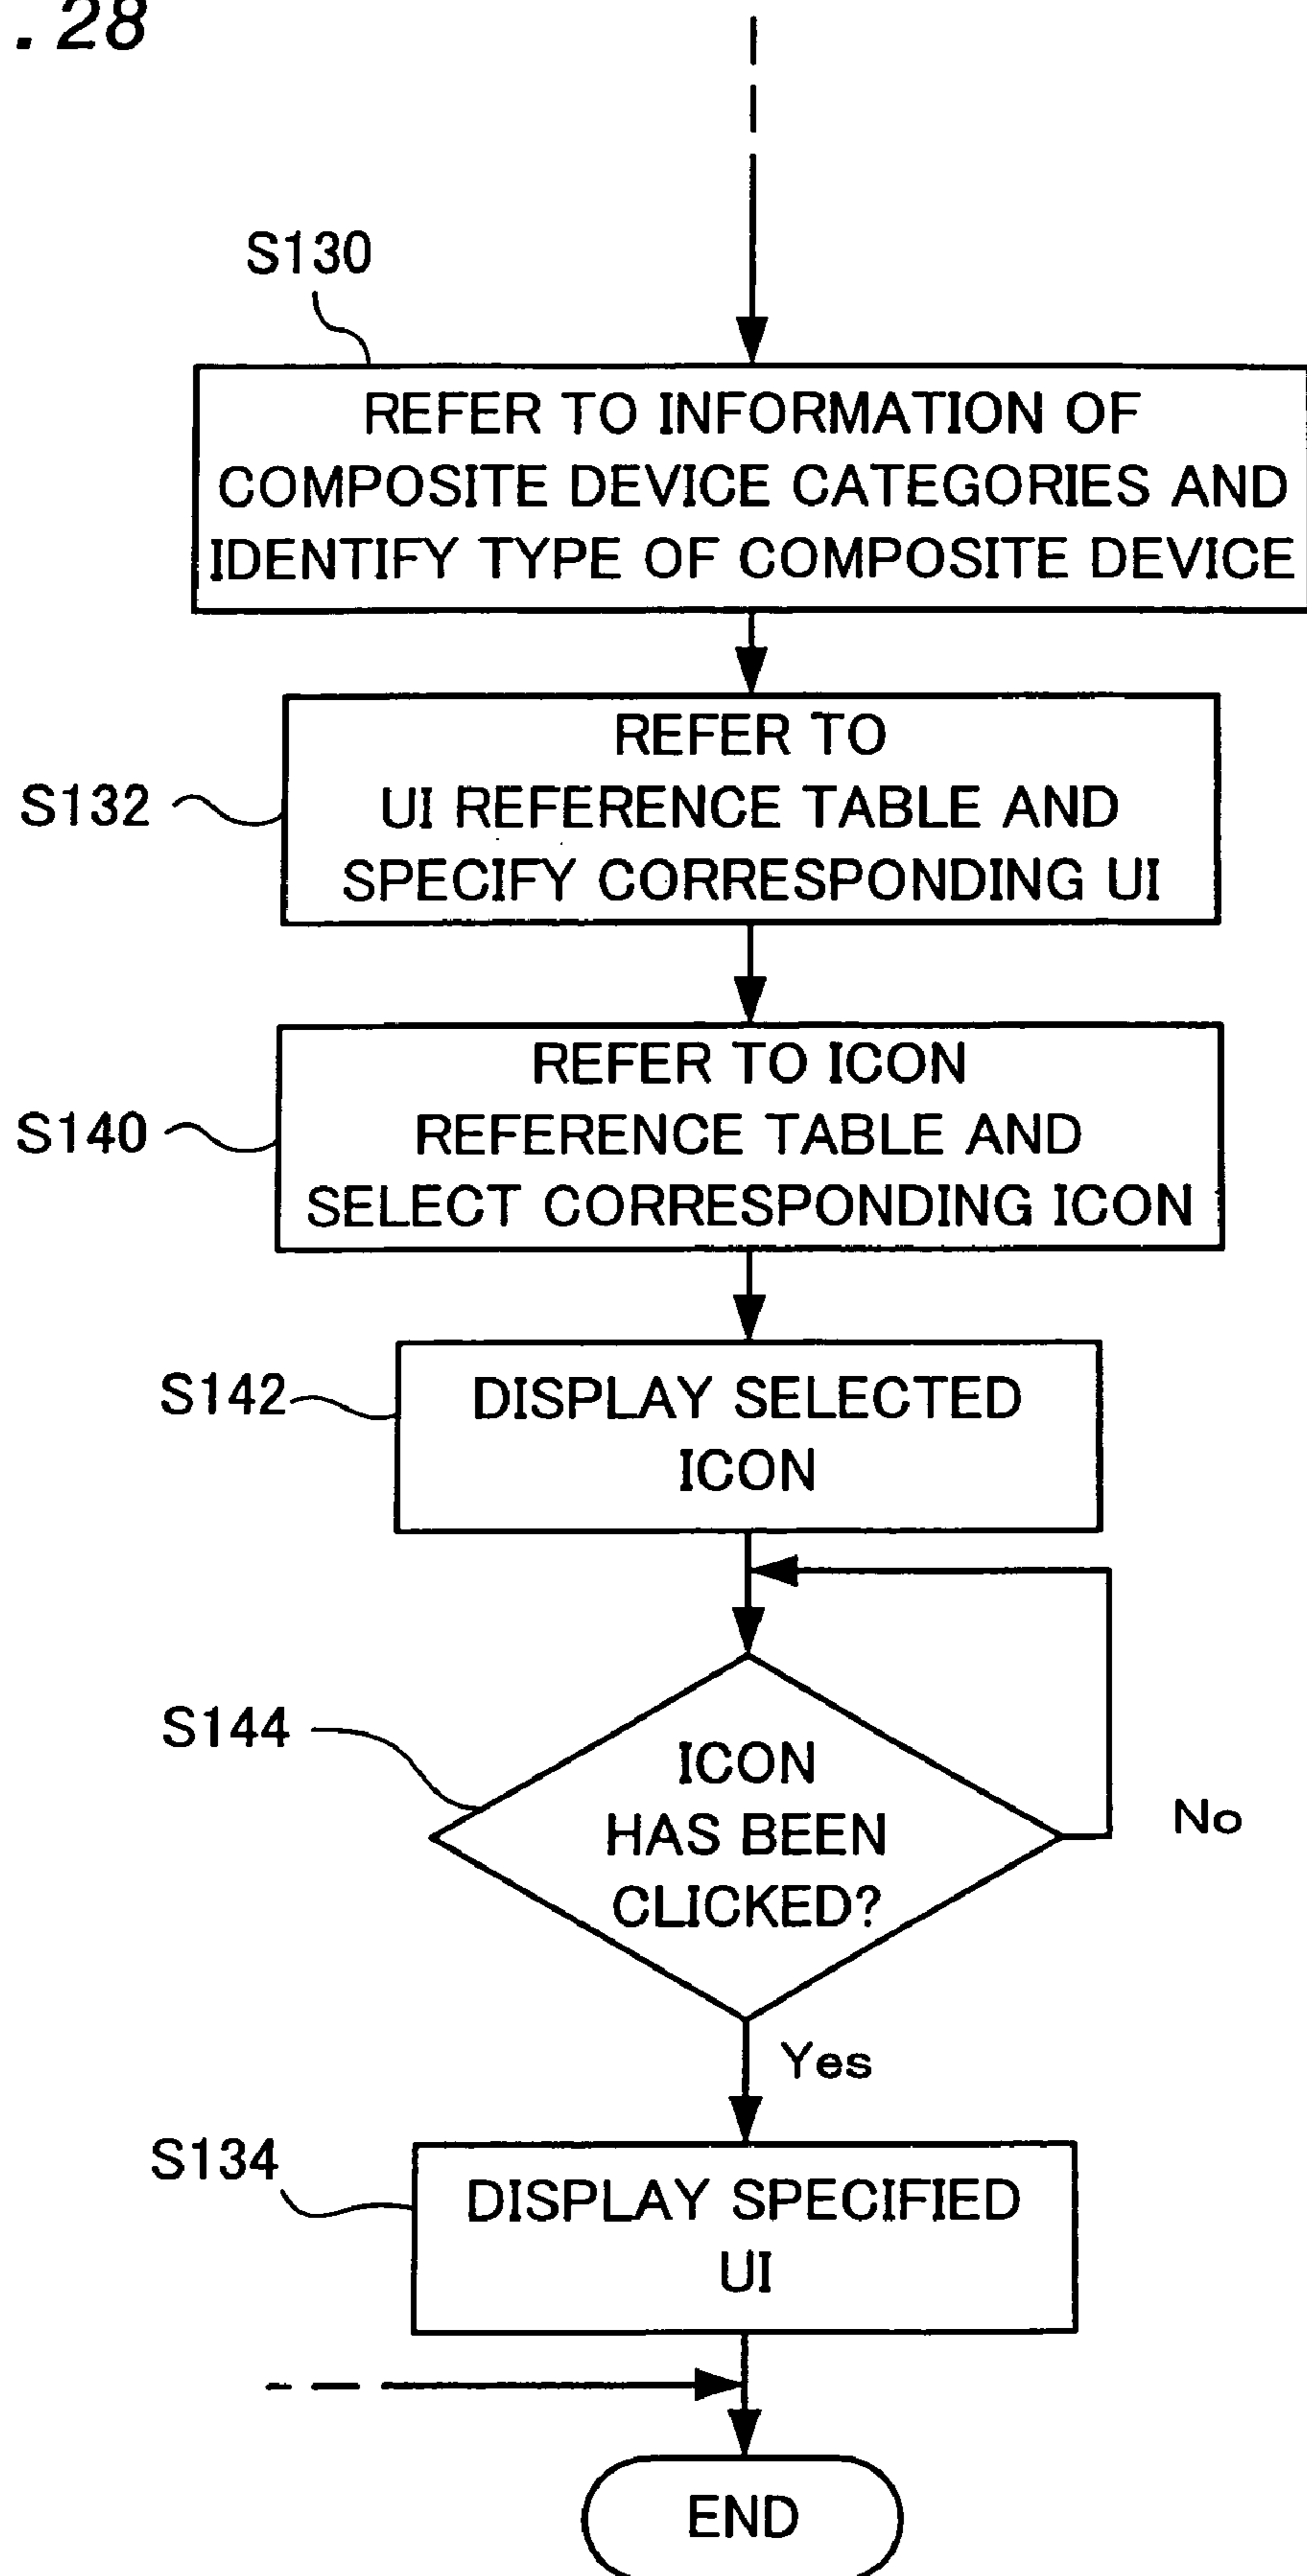 .28
S130
REFER TO INFORMATION OF
COMPOSITE DEVICE CATEGORIES AND
IDENTIFY TYPE OF COMPOSITE DEVICE
S132
REFER TO
UI REFERENCE TABLE AND
SPECIFY CORRESPONDING UI
S140
REFER TO ICON
REFERENCE TABLE AND
SELECT CORRESPONDING ICON
S142
DISPLAY SELECTED
ICON
S144
ICON
HAS BEEN
CLICKED?
No
Yes
S134
DISPLAY SPECIFIED
UI
END